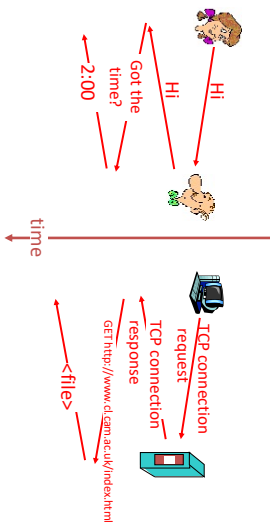 Hi
Hi
Got the
time?
2:00
time
TCP connection
request
TCP connection
response
GET http://www.cl.cam.ac.uk/index.html
<file>